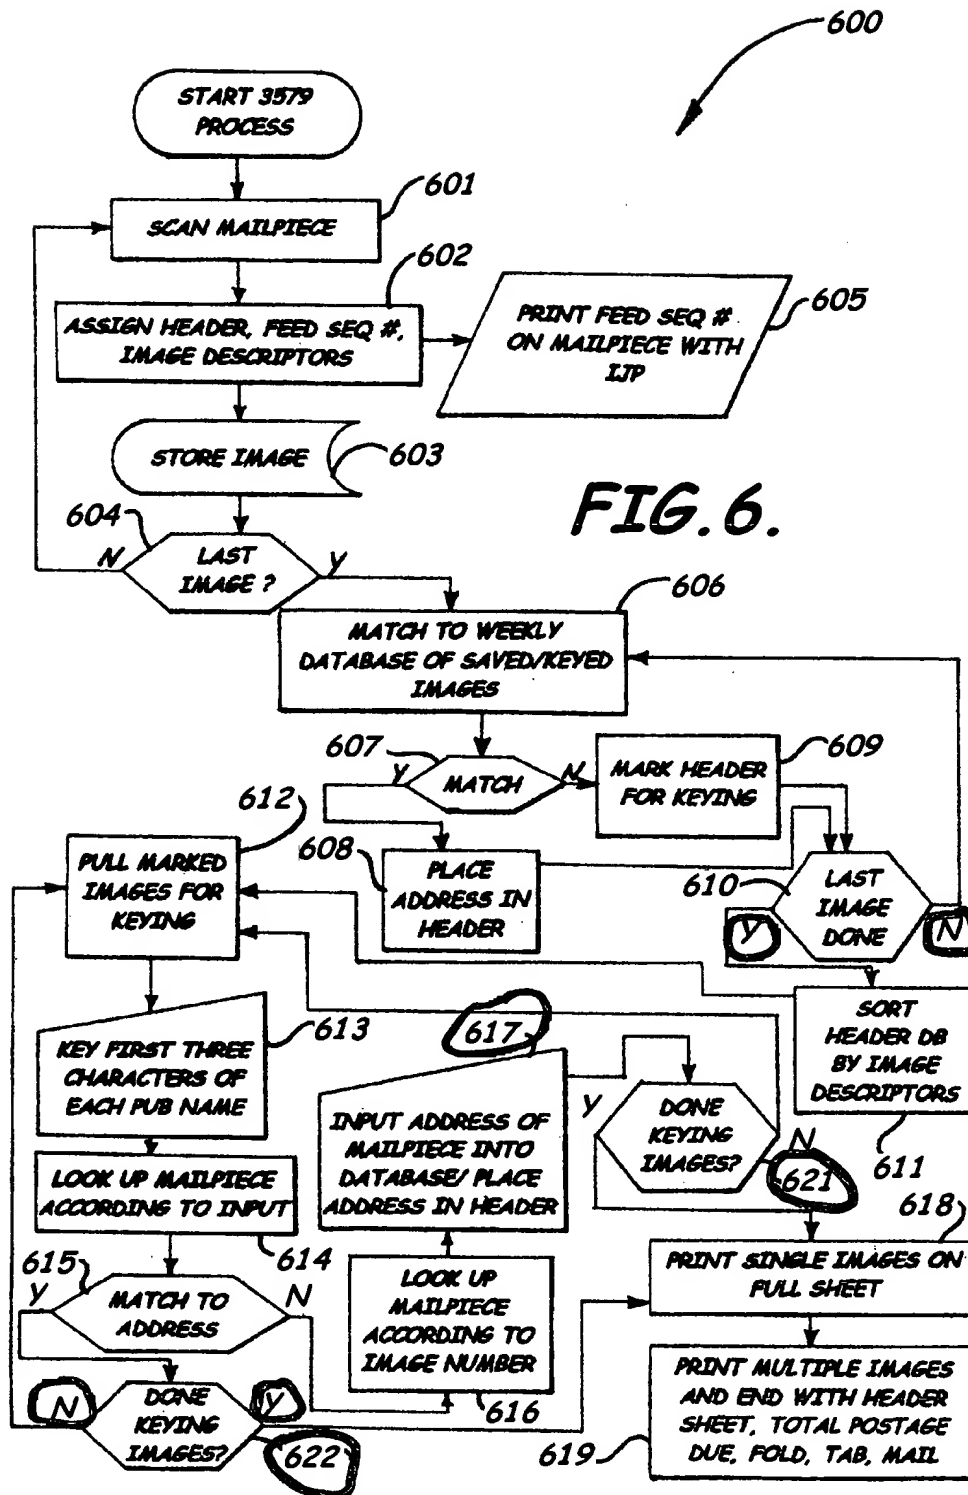 600
START 3579
PROCESS
601
SCAN MAILPIECE
602
ASSIGN HEADER, FEED SEQ #,
IMAGE DESCRIPTORS
PRINT FEED SEQ #
ON MAILPIECE WITH
IJP
605
STORE IMAGE
603
FIG. 6.
604
N
LAST
IMAGE ?
Y
606
MATCH TO WEEKLY
DATABASE OF SAVED/KEYED
IMAGES
607
Y
MATCH
N
MARK HEADER
FOR KEYING
609
612
PULL MARKED
IMAGES FOR
KEYING
608
PLACE
ADDRESS IN
HEADER
610
LAST
IMAGE
DONE
Y
N
SORT
HEADER DB
BY IMAGE
DESCRIPTORS
611
KEY FIRST THREE
CHARACTERS OF
EACH PUB NAME
613
617
INPUT ADDRESS OF
MAILPIECE INTO
DATABASE/ PLACE
ADDRESS IN HEADER
Y
DONE
KEYING
IMAGES?
N
621
LOOK UP MAILPIECE
ACCORDING TO INPUT
614
618
PRINT SINGLE IMAGES ON
FULL SHEET
615
Y
MATCH TO
ADDRESS
N
LOOK UP
MAILPIECE
ACCORDING TO
IMAGE NUMBER
616
N
DONE
KEYING
IMAGES?
Y
622
PRINT MULTIPLE IMAGES
AND END WITH HEADER
SHEET, TOTAL POSTAGE
DUE, FOLD, TAB, MAIL
619